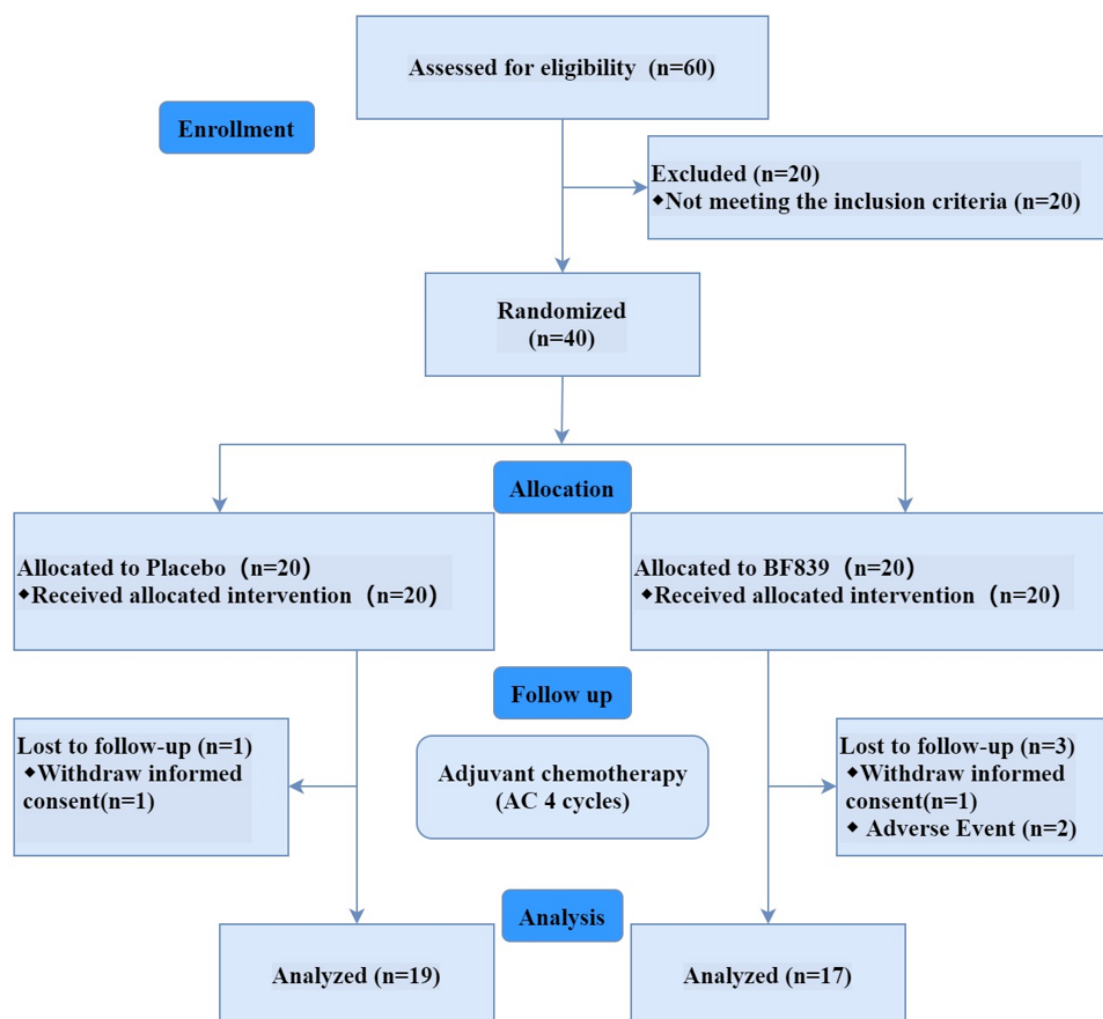 Assessed for eligibility (n=60)
Enrollment
Excluded (n=20)
◆Not meeting the inclusion criteria (n=20)
Randomized
(n=40)
Allocation
Allocated to Placebo（n=20）
◆Received allocated intervention（n=20）
Allocated to BF839（n=20）
◆Received allocated intervention（n=20）
Follow up
Lost to follow-up (n=1)
◆Withdraw informed
consent(n=1)
Adjuvant chemotherapy
(AC 4 cycles)
Lost to follow-up (n=3)
◆Withdraw informed
consent(n=1)
◆ Adverse Event (n=2)
Analysis
Analyzed (n=19)
Analyzed (n=17)